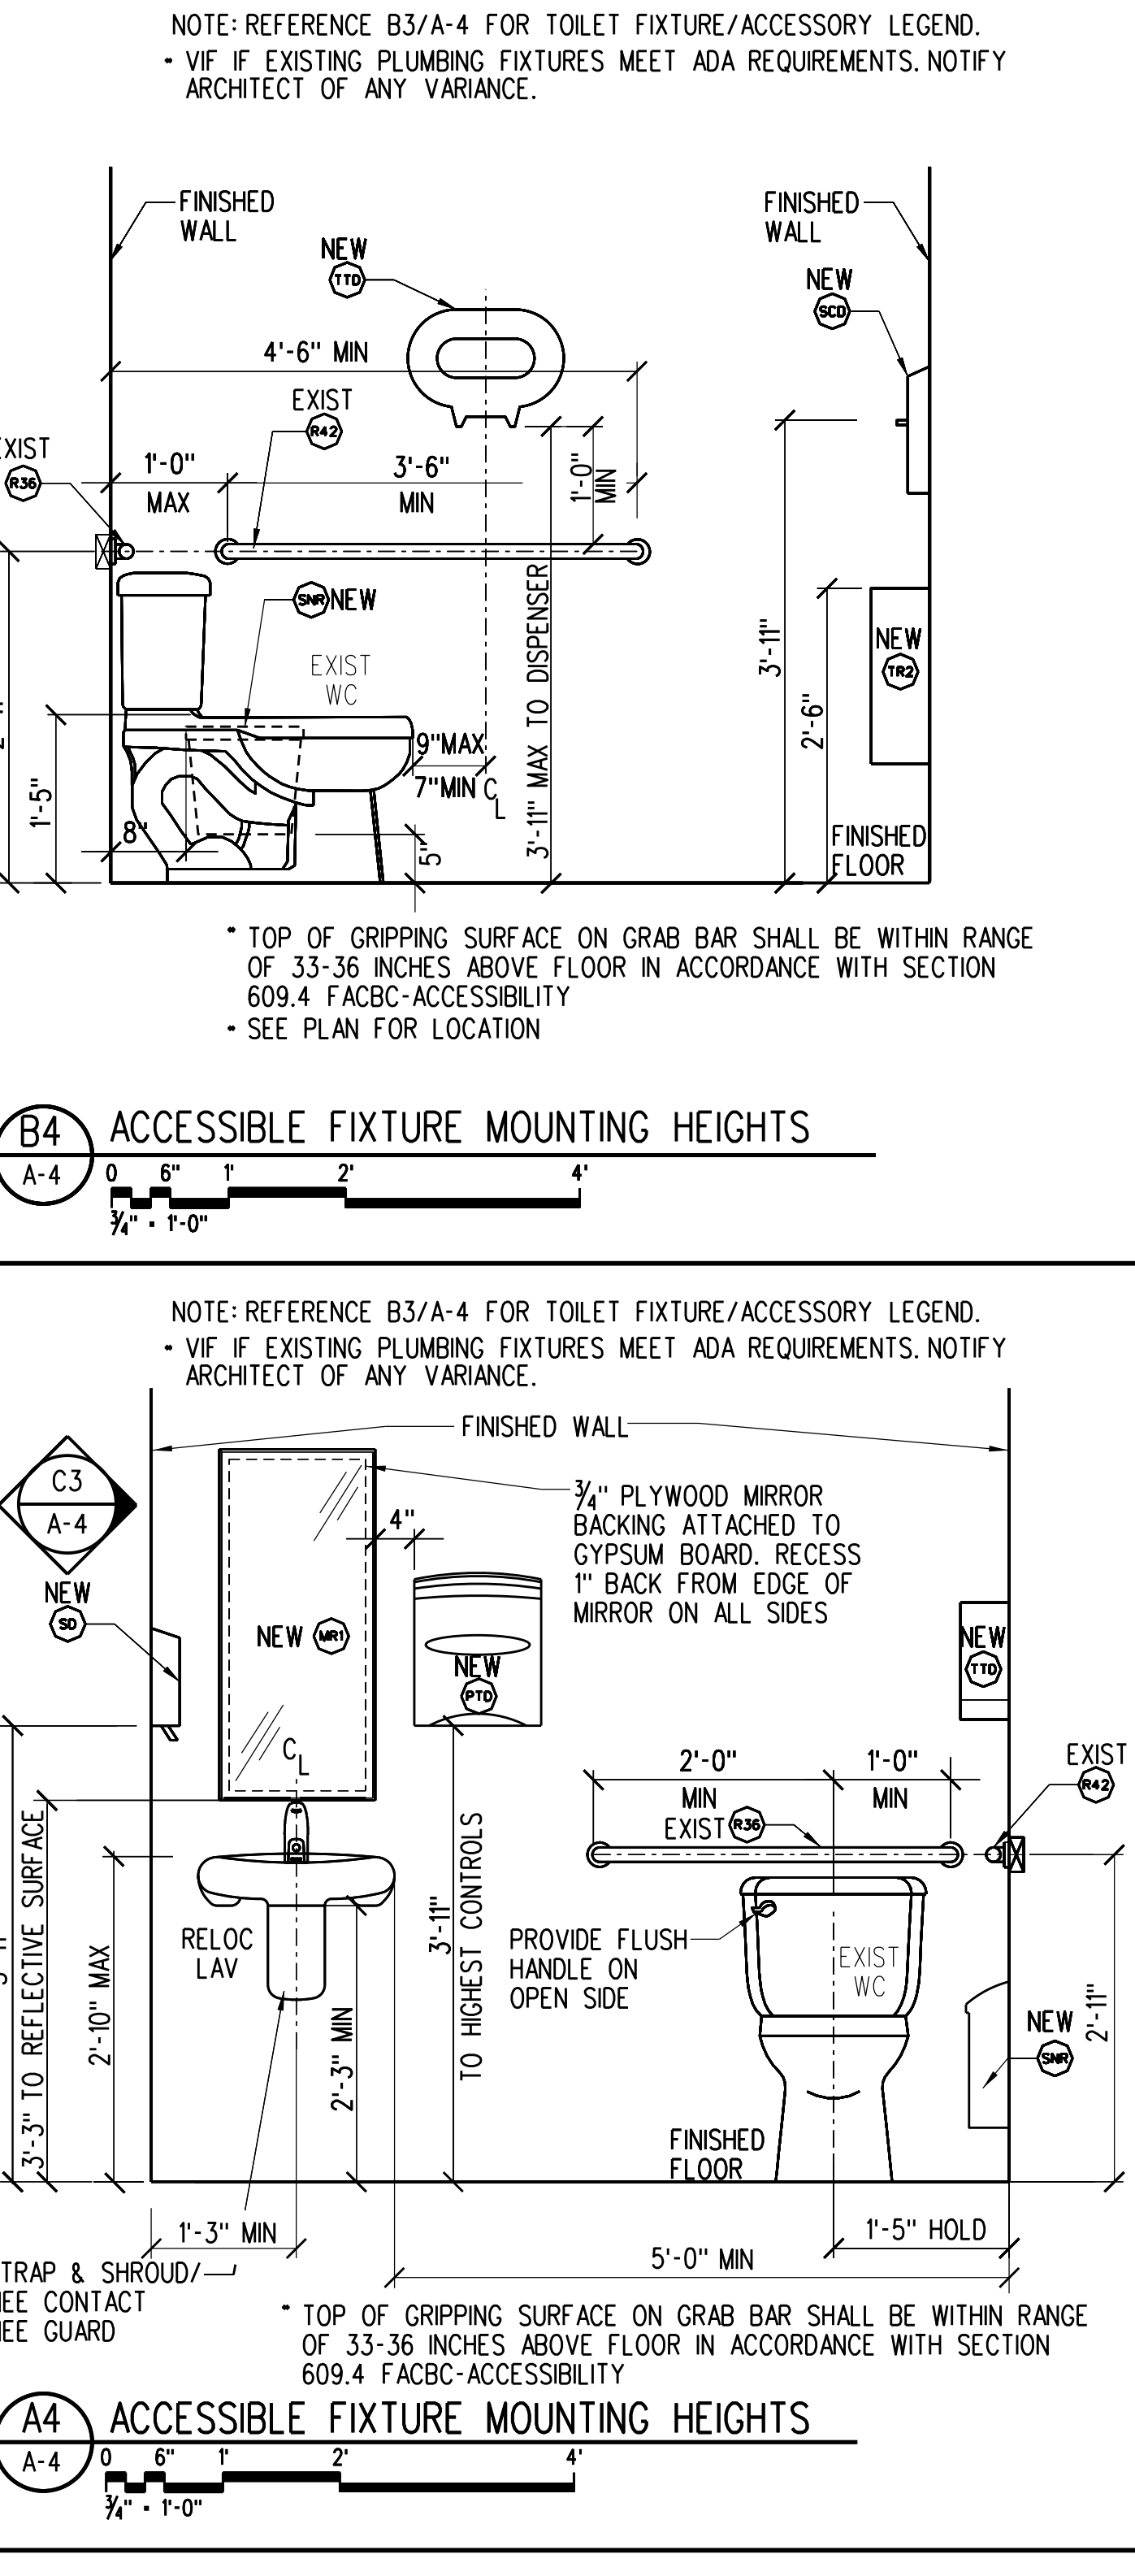 NOTE: REFERENCE B3/A-4 FOR TOILET FIXTURE/ACCESSORY LEGEND.
* VIF IF EXISTING PLUMBING FIXTURES MEET ADA REQUIREMENTS. NOTIFY
ARCHITECT OF ANY VARIANCE.
FINISHED
WALL
FINISHED
WALL
NEW
TTD
NEW
SCD
4'-6" MIN
EXIST
R42
EXIST
R36
1'-0"
MAX
3'-6"
MIN
1'-0"
MIN
SNR NEW
EXIST
WC
3'-11" MAX TO DISPENSER
3'-11"
2'-6"
NEW
TR2
9" MAX
7" MIN
CL
1'-5"
8"
5"
FINISHED
FLOOR
* TOP OF GRIPPING SURFACE ON GRAB BAR SHALL BE WITHIN RANGE
OF 33-36 INCHES ABOVE FLOOR IN ACCORDANCE WITH SECTION
609.4 FACBC-ACCESSIBILITY
* SEE PLAN FOR LOCATION
B4
A-4
ACCESSIBLE FIXTURE MOUNTING HEIGHTS
0 6" 1' 2' 4'
3/4" = 1'-0"
NOTE: REFERENCE B3/A-4 FOR TOILET FIXTURE/ACCESSORY LEGEND.
* VIF IF EXISTING PLUMBING FIXTURES MEET ADA REQUIREMENTS. NOTIFY
ARCHITECT OF ANY VARIANCE.
FINISHED WALL
C3
A-4
3/4" PLYWOOD MIRROR
BACKING ATTACHED TO
GYPSUM BOARD. RECESS
1" BACK FROM EDGE OF
MIRROR ON ALL SIDES
4"
NEW
SD
NEW MR1
NEW
PTD
NEW
TTD
CL
2'-0"
MIN
1'-0"
MIN
EXIST
R42
EXIST R36
3'-3" TO REFLECTIVE SURFACE
2'-10" MAX
RELOC
LAV
2'-3" MIN
3'-11"
TO HIGHEST CONTROLS
PROVIDE FLUSH
HANDLE ON
OPEN SIDE
EXIST
WC
NEW
SNR
2'-11"
FINISHED
FLOOR
1'-3" MIN
1'-5" HOLD
5'-0" MIN
TRAP & SHROUD/
EE CONTACT
EE GUARD
* TOP OF GRIPPING SURFACE ON GRAB BAR SHALL BE WITHIN RANGE
OF 33-36 INCHES ABOVE FLOOR IN ACCORDANCE WITH SECTION
609.4 FACBC-ACCESSIBILITY
A4
A-4
ACCESSIBLE FIXTURE MOUNTING HEIGHTS
0 6" 1' 2' 4'
3/4" = 1'-0"